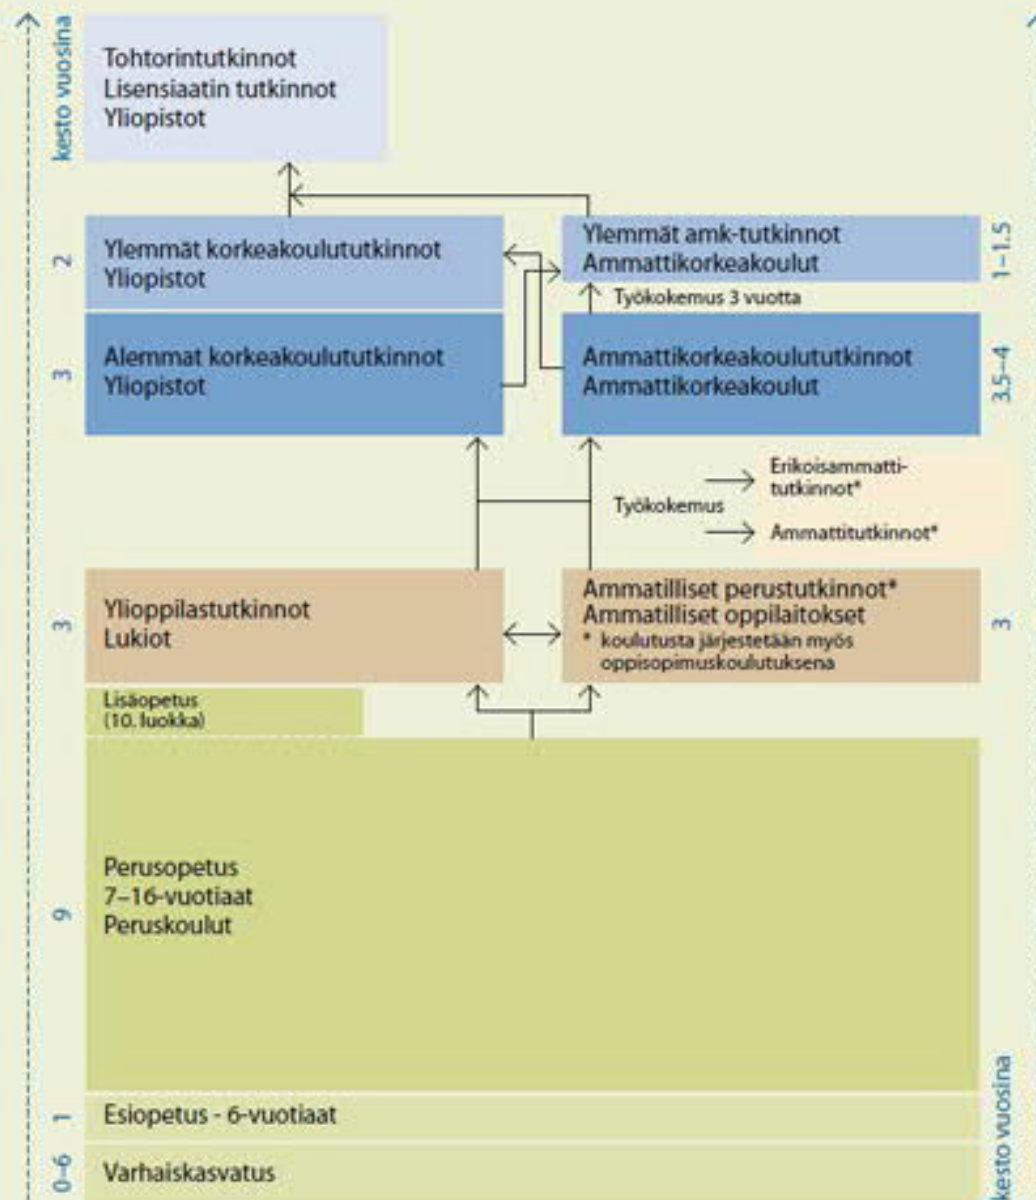 kesto vuosina
Tohtorintutkinnot
Lisensiaatin tutkinnot
Yliopistot
2
Ylemmät korkeakoulututkinnot
Yliopistot
Ylemmät amk-tutkinnot
Ammattikorkeakoulut
1–1.5
Työkokemus 3 vuotta
3
Alemmat korkeakoulututkinnot
Yliopistot
Ammattikorkeakoulututkinnot
Ammattikorkeakoulut
3.5–4
Työkokemus
Erikoisammatti-
tutkinnot*
Ammattitutkinnot*
3
Ylioppilastutkinnot
Lukiot
Ammatilliset perustutkinnot*
Ammatilliset oppilaitokset
* koulutusta järjestetään myös
oppisopimuskoulutuksena
3
Lisäopetus
(10. luokka)
9
Perusopetus
7–16-vuotiaat
Peruskoulut
1
Esiopetus - 6-vuotiaat
0–6
Varhaiskasvatus
kesto vuosina